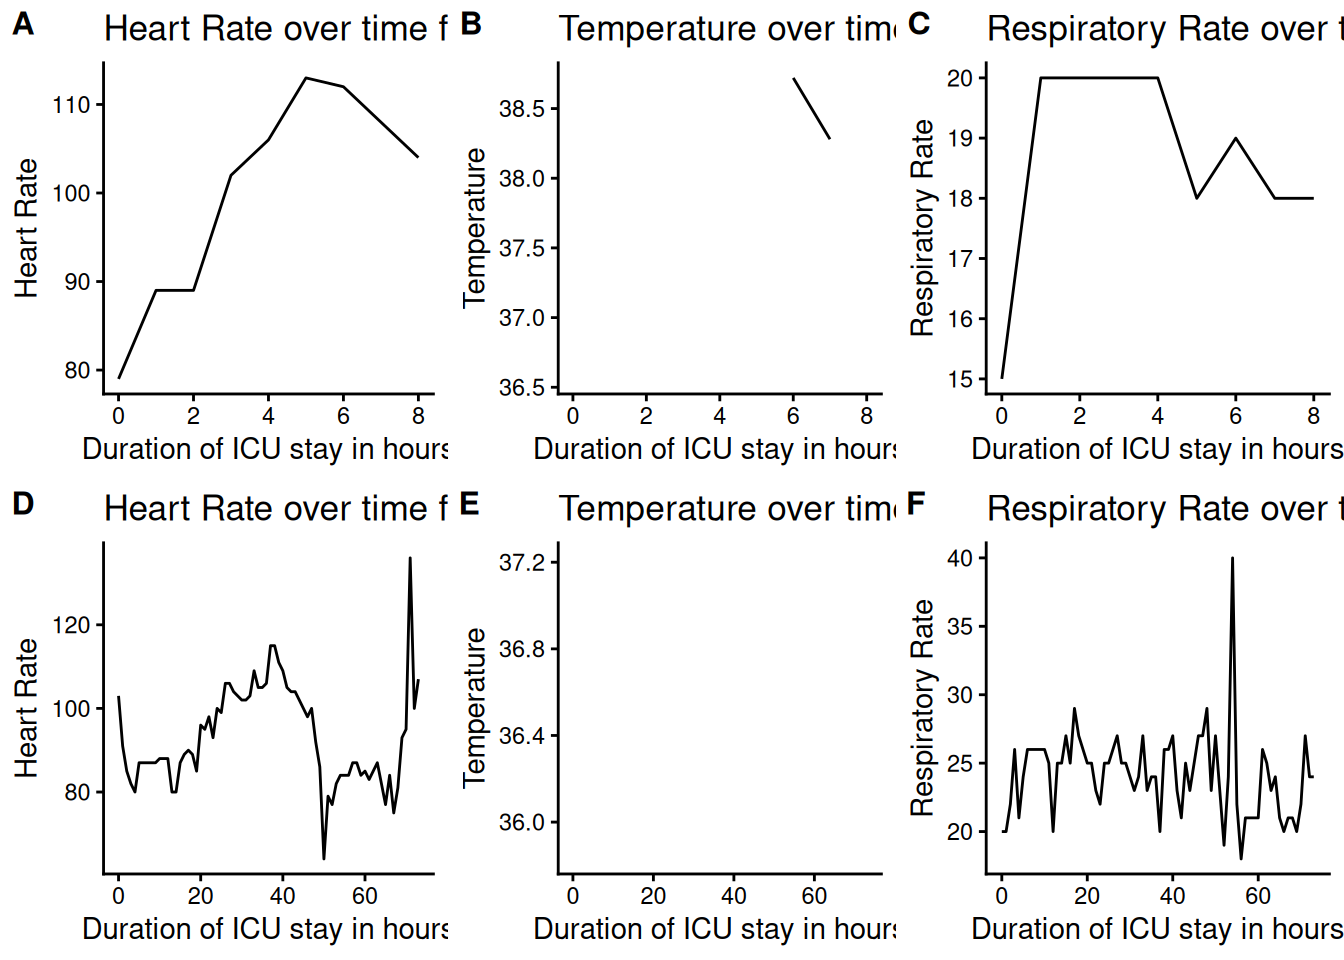 A
Heart Rate over time f
110
100
90
80
Heart Rate
0 2 4 6 8
Duration of ICU stay in hours
B
Temperature over time
38.5
38.0
37.5
37.0
36.5
Temperature
0 2 4 6 8
Duration of ICU stay in hours
C
Respiratory Rate over t
20
19
18
17
16
15
Respiratory Rate
0 2 4 6 8
Duration of ICU stay in hours
D
Heart Rate over time f
120
100
80
Heart Rate
0 20 40 60
Duration of ICU stay in hours
E
Temperature over time
37.2
36.8
36.4
36.0
Temperature
0 20 40 60
Duration of ICU stay in hours
F
Respiratory Rate over t
40
35
30
25
20
Respiratory Rate
0 20 40 60
Duration of ICU stay in hours